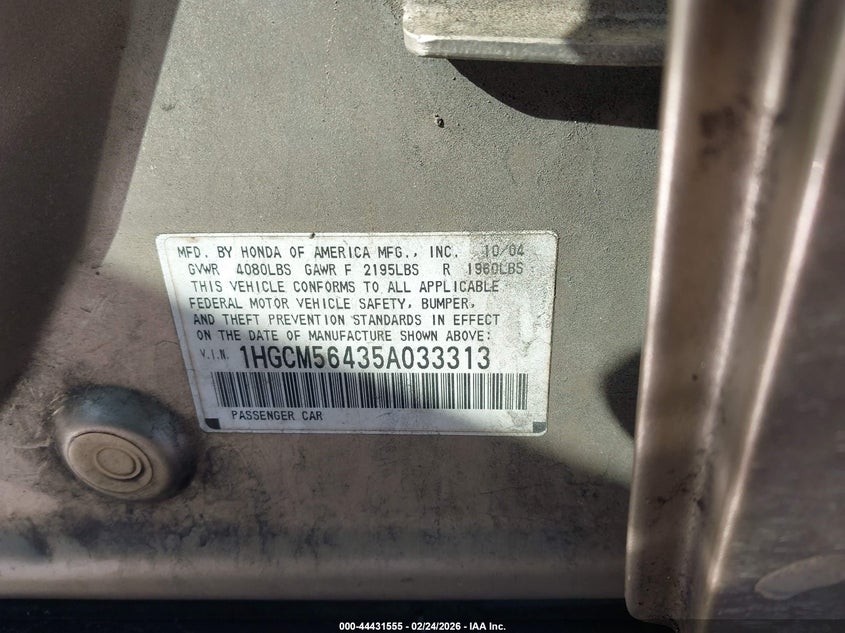 MFD. BY HONDA OF AMERICA MFG., INC. 10/04
GVWR 4080LBS GAWR F 2195LBS R 1960LBS
THIS VEHICLE CONFORMS TO ALL APPLICABLE
FEDERAL MOTOR VEHICLE SAFETY, BUMPER,
AND THEFT PREVENTION STANDARDS IN EFFECT
ON THE DATE OF MANUFACTURE SHOWN ABOVE:
V.I.N. 1HGCM56435A033313
PASSENGER CAR
000-44431555 - 02/24/2026 - IAA Inc.